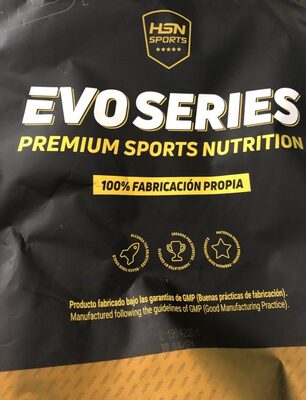 HSN
SPORTS
EVO SERIES
PREMIUM SPORTS NUTRITION
100% FABRICACIÓN PROPIA
Producto fabricado bajo las garantías de GMP (Buenas prácticas de fabricación).
Manufactured following the guidelines of GMP (Good Manufacturing Practice).